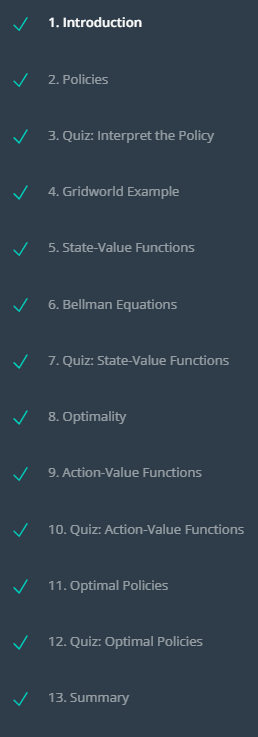 1. Introduction
2. Policies
3. Quiz: Interpret the Policy
4. Gridworld Example
5. State-Value Functions
6. Bellman Equations
7. Quiz: State-Value Functions
8. Optimality
9. Action-Value Functions
10. Quiz: Action-Value Functions
11. Optimal Policies
12. Quiz: Optimal Policies
13. Summary